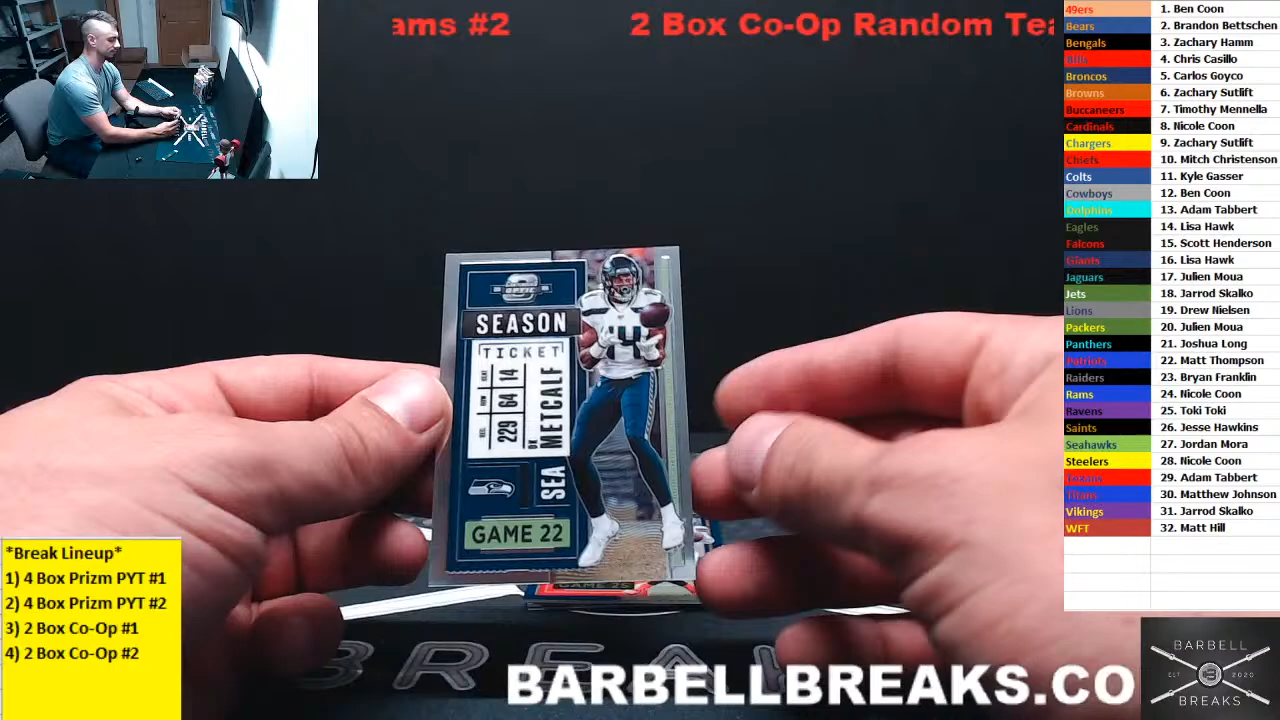 ams #2 2 Box Co-Op Random Tea
49ers 1. Ben Coon
Bears 2. Brandon Bettschen
Bengals 3. Zachary Hamm
Bills 4. Chris Casillo
Broncos 5. Carlos Goyco
Browns 6. Zachary Sutlift
Buccaneers 7. Timothy Mennella
Cardinals 8. Nicole Coon
Chargers 9. Zachary Sutlift
Chiefs 10. Mitch Christenson
Colts 11. Kyle Gasser
Cowboys 12. Ben Coon
Dolphins 13. Adam Tabbert
Eagles 14. Lisa Hawk
Falcons 15. Scott Henderson
Giants 16. Lisa Hawk
Jaguars 17. Julien Moua
Jets 18. Jarrod Skalko
Lions 19. Drew Nielsen
Packers 20. Julien Moua
Panthers 21. Joshua Long
Patriots 22. Matt Thompson
Raiders 23. Bryan Franklin
Rams 24. Nicole Coon
Ravens 25. Toki Toki
Saints 26. Jesse Hawkins
Seahawks 27. Jordan Mora
Steelers 28. Nicole Coon
Texans 29. Adam Tabbert
Titans 30. Matthew Johnson
Vikings 31. Jarrod Skalko
WFT 32. Matt Hill
OPTIC
SEASON
TICKET
14
64
229
DK
METCALF
SEA
GAME 22
14
*Break Lineup*
1) 4 Box Prizm PYT #1
2) 4 Box Prizm PYT #2
3) 2 Box Co-Op #1
4) 2 Box Co-Op #2
BREA
BARBELLBREAKS.CO
BARBELL
EST 2020
B
BREAKS